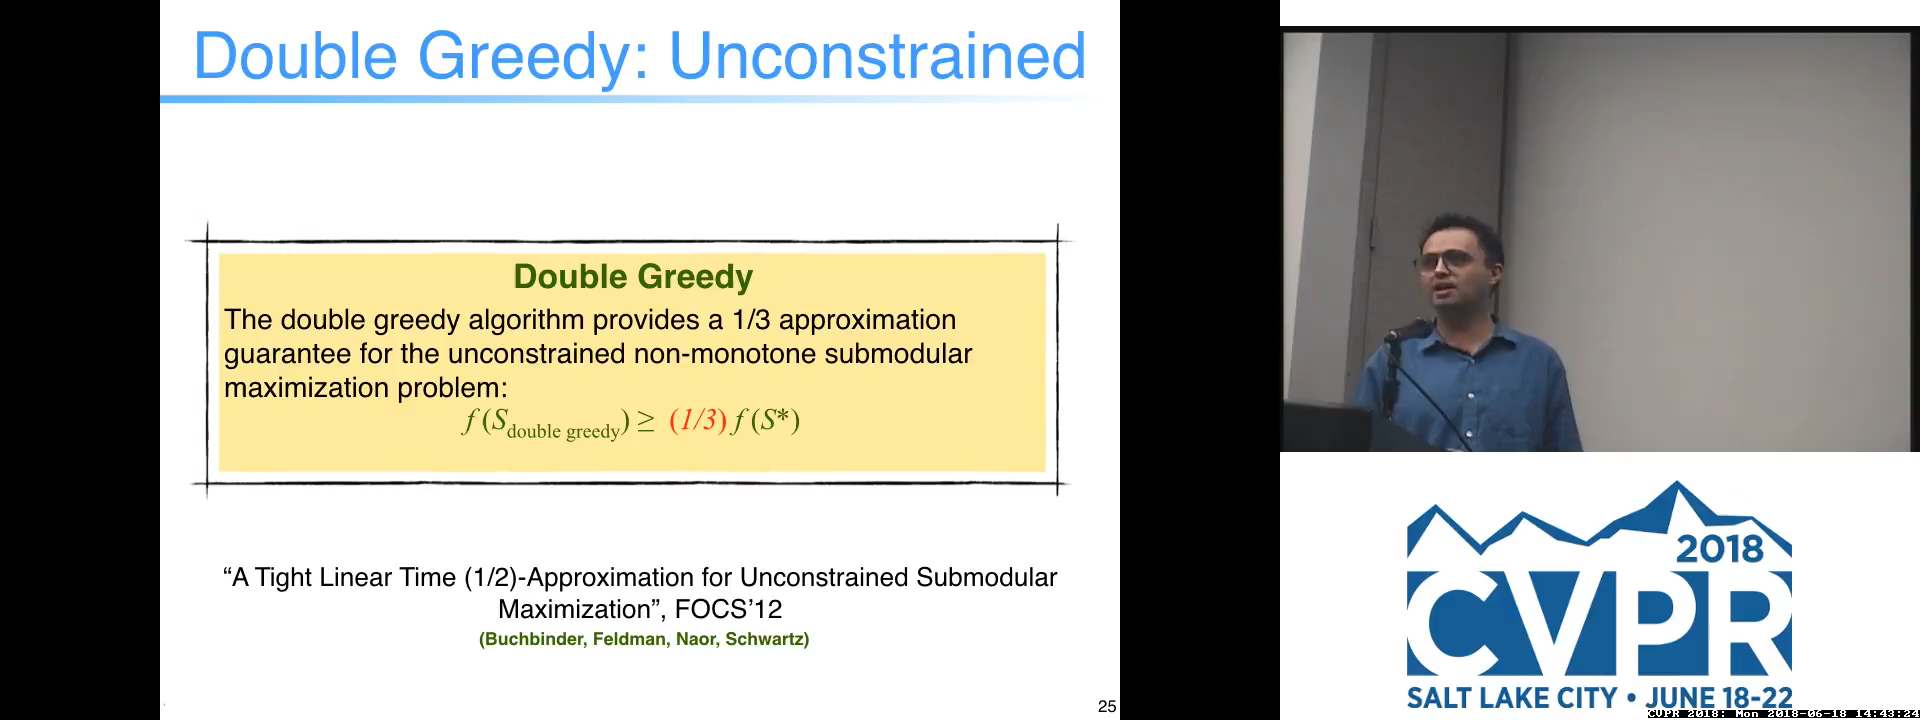 Double Greedy: Unconstrained
Double Greedy
The double greedy algorithm provides a 1/3 approximation
guarantee for the unconstrained non-monotone submodular
maximization problem:
f (S double greedy) ≥ (1/3) f (S*)
“A Tight Linear Time (1/2)-Approximation for Unconstrained Submodular
Maximization”, FOCS’12
(Buchbinder, Feldman, Naor, Schwartz)
25
2018
CVPR
SALT LAKE CITY • JUNE 18-22
CVPR 2018: Mon 2018-06-18 14:43:24